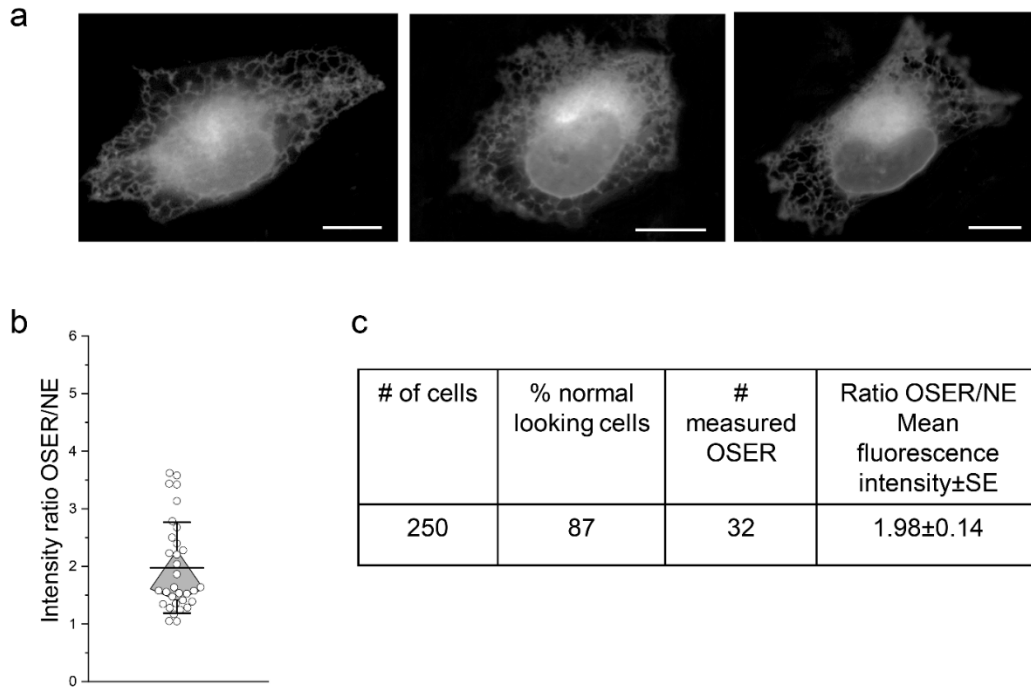 a
b
6
5
4
3
2
1
0
Intensity ratio OSER/NE
c
# of cells
% normal
looking cells
#
measured
OSER
Ratio OSER/NE
Mean
fluorescence
intensity±SE
250
87
32
1.98±0.14